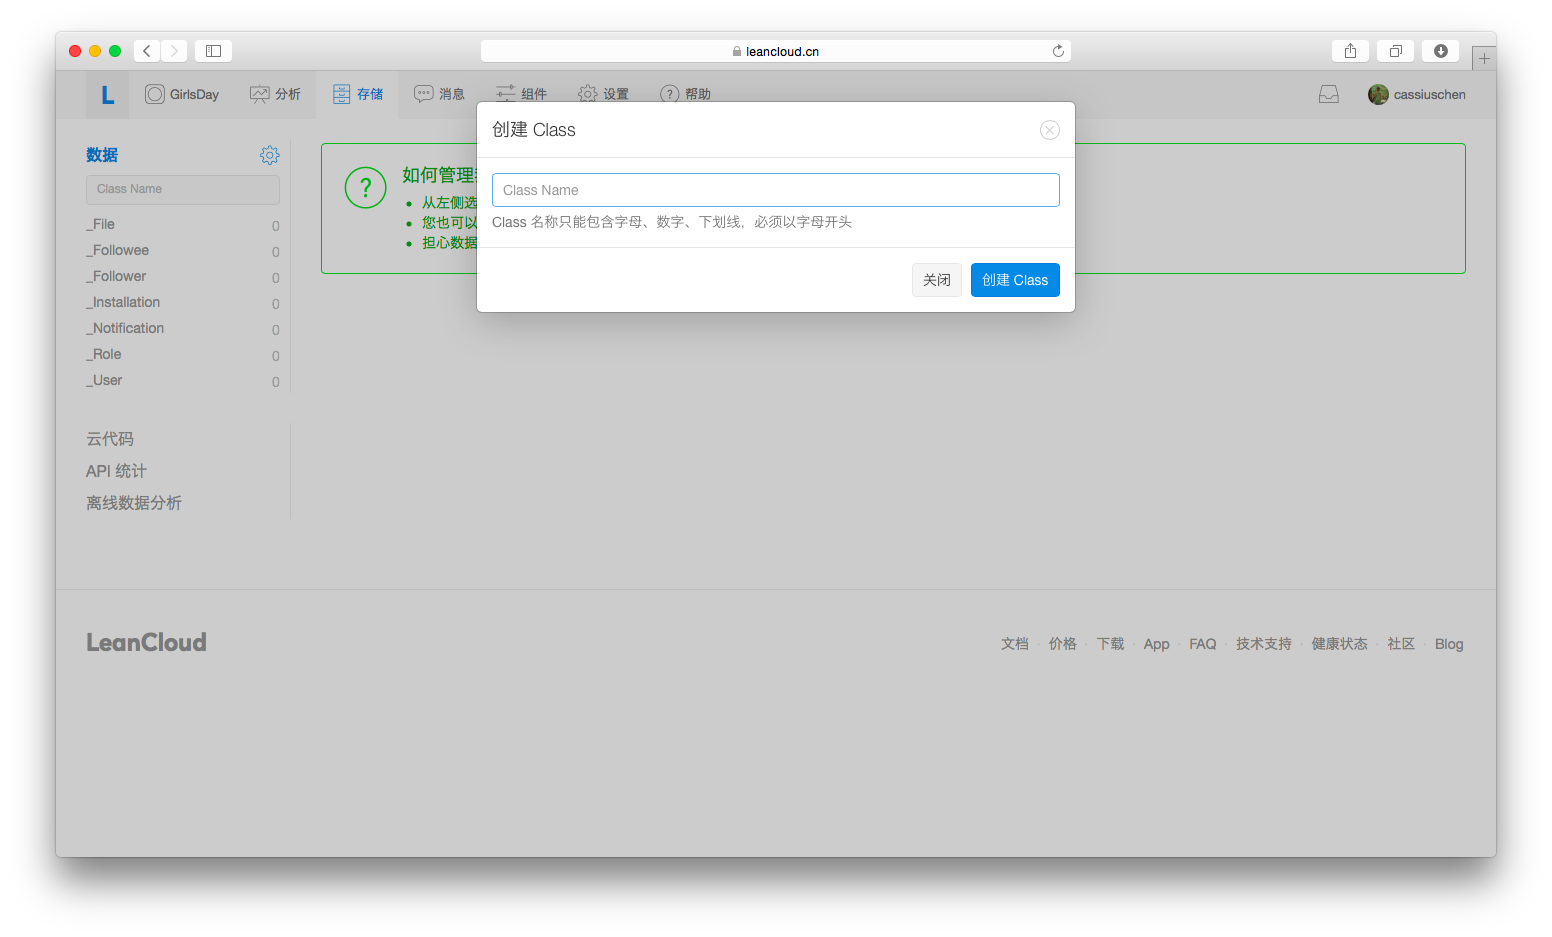 leancloud.cn
L
GirlsDay
分析
存储
消息
组件
设置
帮助
cassiuschen
数据
Class Name
_File 0
_Followee 0
_Follower 0
_Installation 0
_Notification 0
_Role 0
_User 0
云代码
API 统计
离线数据分析
?
如何管理
从左侧选
您也可以
担心数据
创建 Class
Class Name
Class 名称只能包含字母、数字、下划线，必须以字母开头
关闭
创建 Class
LeanCloud
文档 · 价格 · 下载 · App · FAQ · 技术支持 · 健康状态 · 社区 · Blog